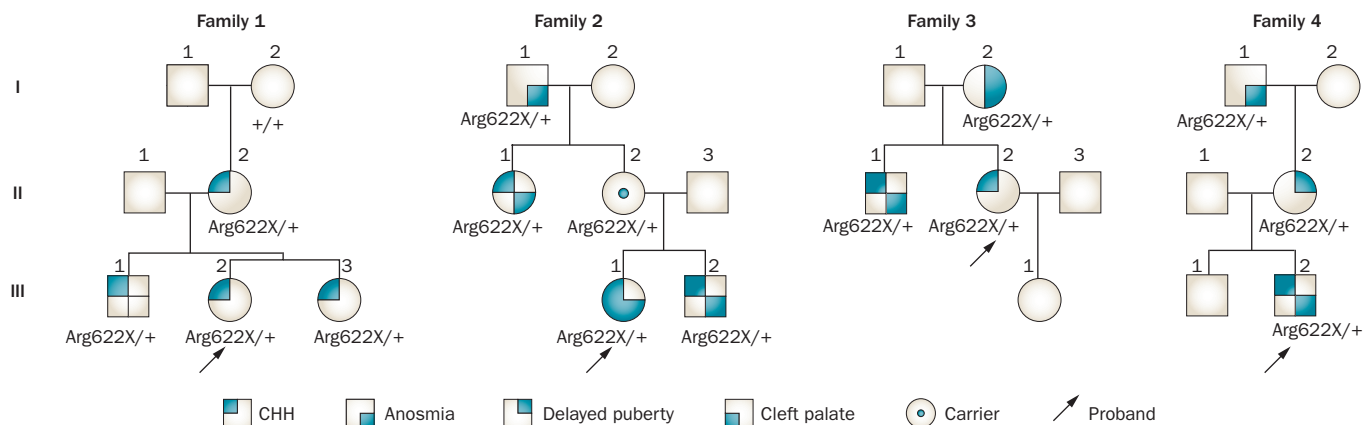 Family 1 Family 2 Family 3 Family 4
1 2 1 2 1 2 1 2
I
Arg622X/+ Arg622X/+ Arg622X/+
+/+
1 2 1 2 3 1 2 3 1 2
II
Arg622X/+ Arg622X/+ Arg622X/+ Arg622X/+ Arg622X/+ Arg622X/+
1 2 3 1 2 1 1 2
III
Arg622X/+ Arg622X/+ Arg622X/+ Arg622X/+ Arg622X/+ Arg622X/+
CHH Anosmia Delayed puberty Cleft palate Carrier Proband